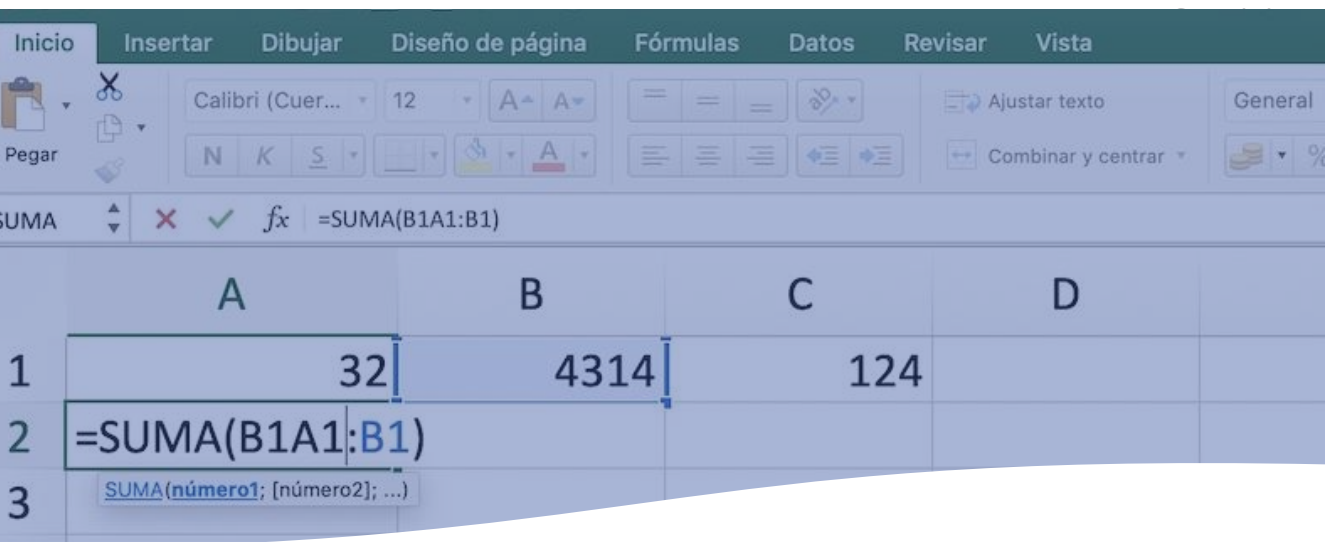 Inicio Insertar Dibujar Diseño de página Fórmulas Datos Revisar Vista
Calibri (Cuer... 12 A A Ajustar texto General
Pegar N K S A Combinar y centrar %
SUMA fx =SUMA(B1A1:B1)
A B C D
1 32 4314 124
2 =SUMA(B1A1:B1)
SUMA(número1; [número2]; ...)
3